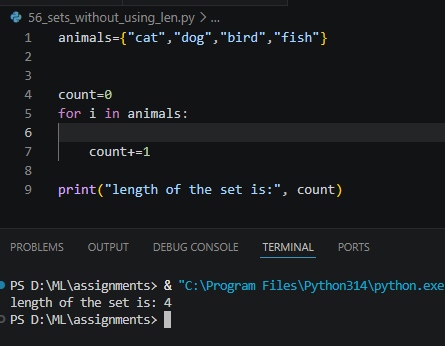 56_sets_without_using_len.py > ...
1 animals={"cat","dog","bird","fish"}
2
3
4 count=0
5 for i in animals:
6
7 count+=1
8
9 print("length of the set is:", count)
PROBLEMS OUTPUT DEBUG CONSOLE TERMINAL PORTS
PS D:\ML\assignments> & "C:\Program Files\Python314\python.exe
length of the set is: 4
PS D:\ML\assignments>